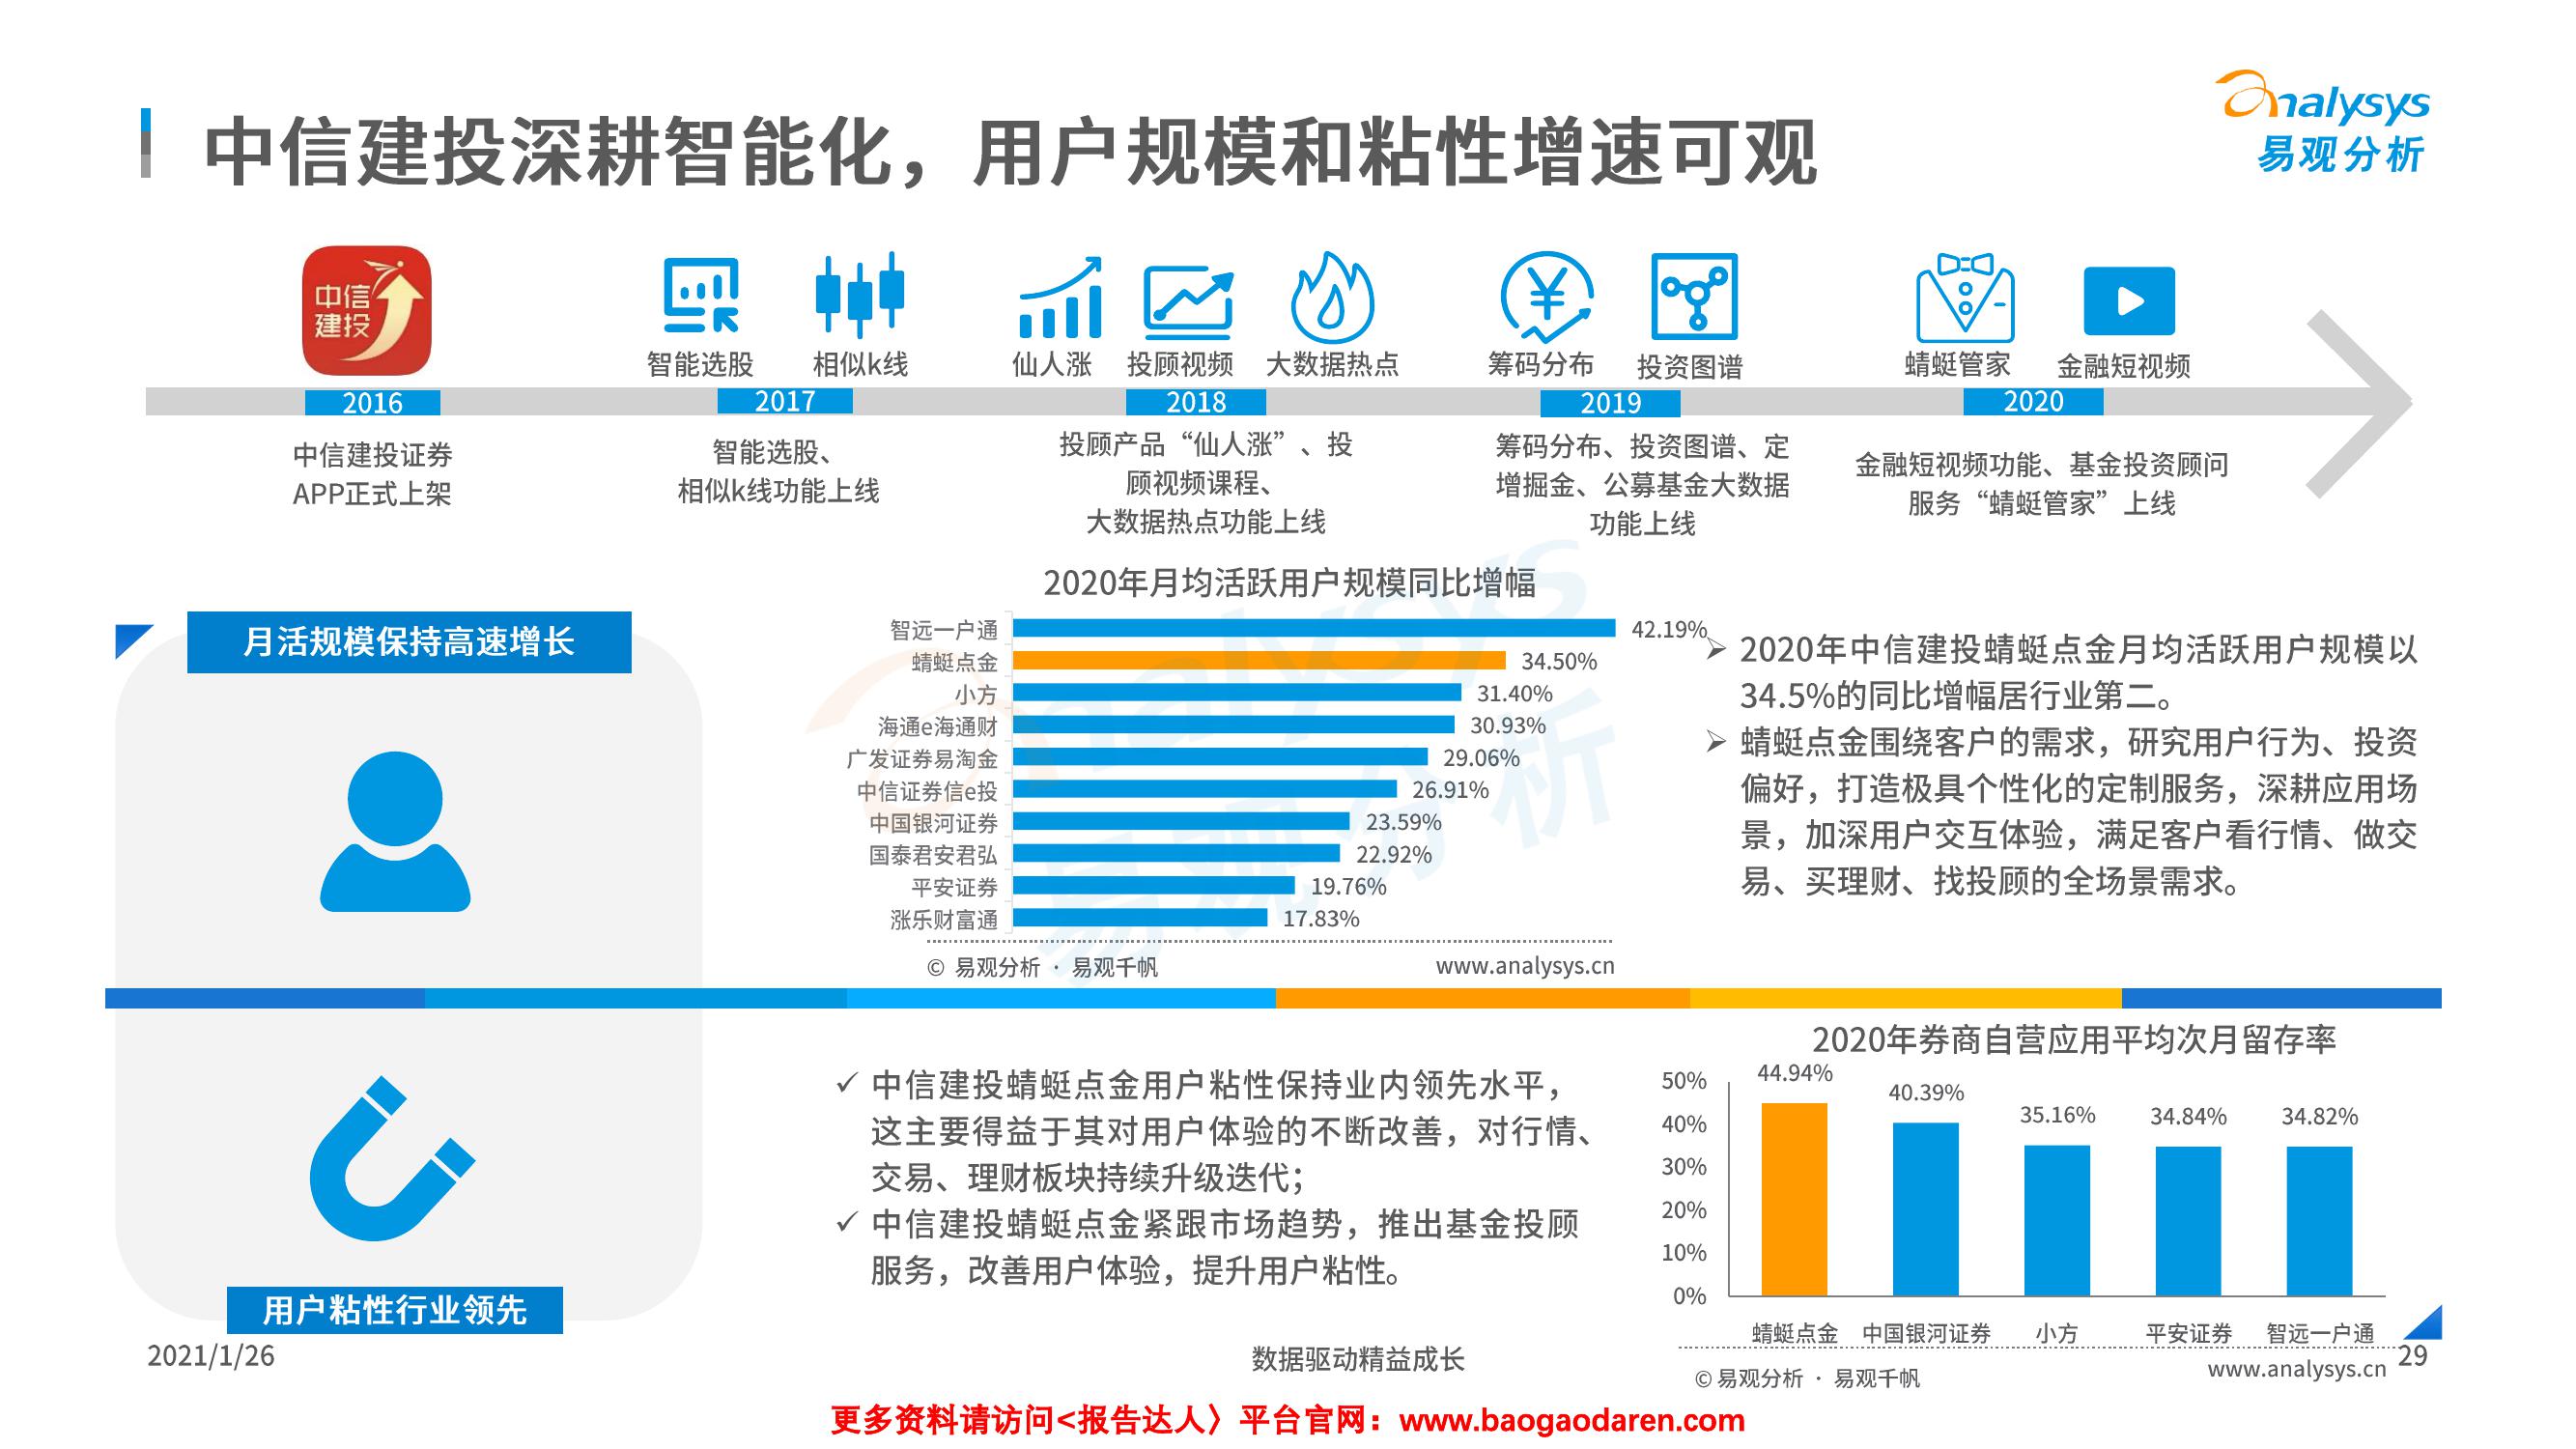 中信建投深耕智能化，用户规模和粘性增速可观
analysys
易观分析
中信
建投
智能选股
相似k线
仙人涨
投顾视频
大数据热点
筹码分布
投资图谱
蜻蜓管家
金融短视频
2016
2017
2018
2019
2020
中信建投证券
APP正式上架
智能选股、
相似k线功能上线
投顾产品“仙人涨”、投
顾视频课程、
大数据热点功能上线
筹码分布、投资图谱、定
增掘金、公募基金大数据
功能上线
金融短视频功能、基金投资顾问
服务“蜻蜓管家”上线
月活规模保持高速增长
2020年月均活跃用户规模同比增幅
智远一户通 42.19%
蜻蜓点金 34.50%
小方 31.40%
海通e海通财 30.93%
广发证券易淘金 29.06%
中信证券信e投 26.91%
中国银河证券 23.59%
国泰君安君弘 22.92%
平安证券 19.76%
涨乐财富通 17.83%
© 易观分析 · 易观千帆
www.analysys.cn
analysys
易观分析
➢ 2020年中信建投蜻蜓点金月均活跃用户规模以
34.5%的同比增幅居行业第二。
➢ 蜻蜓点金围绕客户的需求，研究用户行为、投资
偏好，打造极具个性化的定制服务，深耕应用场
景，加深用户交互体验，满足客户看行情、做交
易、买理财、找投顾的全场景需求。
✓ 中信建投蜻蜓点金用户粘性保持业内领先水平，
这主要得益于其对用户体验的不断改善，对行情、
交易、理财板块持续升级迭代；
✓ 中信建投蜻蜓点金紧跟市场趋势，推出基金投顾
服务，改善用户体验，提升用户粘性。
用户粘性行业领先
2020年券商自营应用平均次月留存率
50%
40%
30%
20%
10%
0%
44.94%
40.39%
35.16%
34.84%
34.82%
蜻蜓点金
中国银河证券
小方
平安证券
智远一户通
© 易观分析 · 易观千帆
www.analysys.cn
2021/1/26
数据驱动精益成长
29
更多资料请访问<报告达人〉平台官网：www.baogaodaren.com